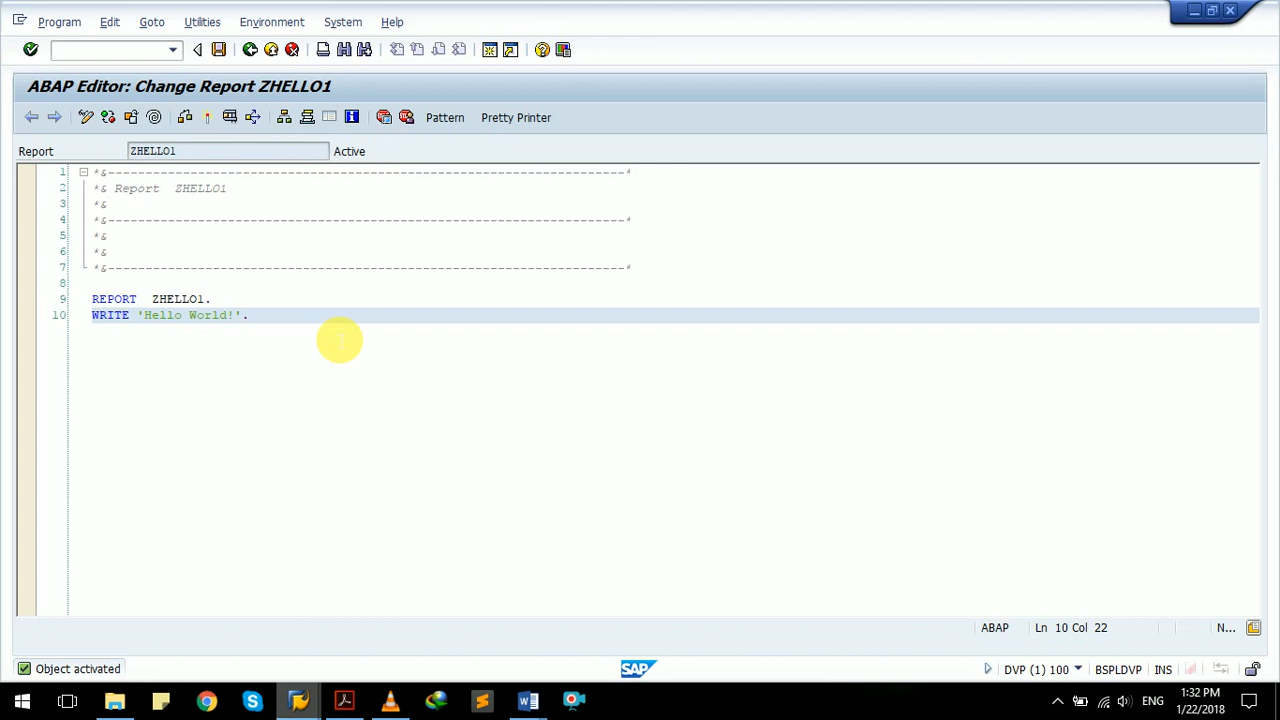 Program Edit Goto Utilities Environment System Help
ABAP Editor: Change Report ZHELLO1
Pattern Pretty Printer
Report ZHELLO1 Active
1 *&---------------------------------------------------------------------*
2 *& Report  ZHELLO1
3 *&
4 *&---------------------------------------------------------------------*
5 *&
6 *&
7 *&---------------------------------------------------------------------*
8
9 REPORT  ZHELLO1.
10 WRITE 'Hello World!'.
ABAP Ln 10 Col 22 N...
Object activated SAP DVP (1) 100 BSPLDVP INS
ENG 1:32 PM
1/22/2018